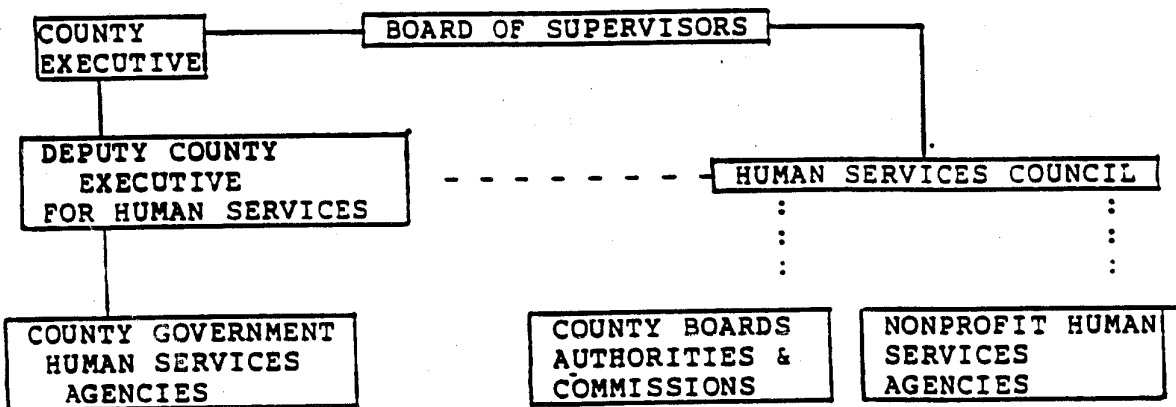 COUNTY
EXECUTIVE
BOARD OF SUPERVISORS
DEPUTY COUNTY
EXECUTIVE
FOR HUMAN SERVICES
HUMAN SERVICES COUNCIL
COUNTY GOVERNMENT
HUMAN SERVICES
AGENCIES
COUNTY BOARDS
AUTHORITIES &
COMMISSIONS
NONPROFIT HUMAN
SERVICES
AGENCIES